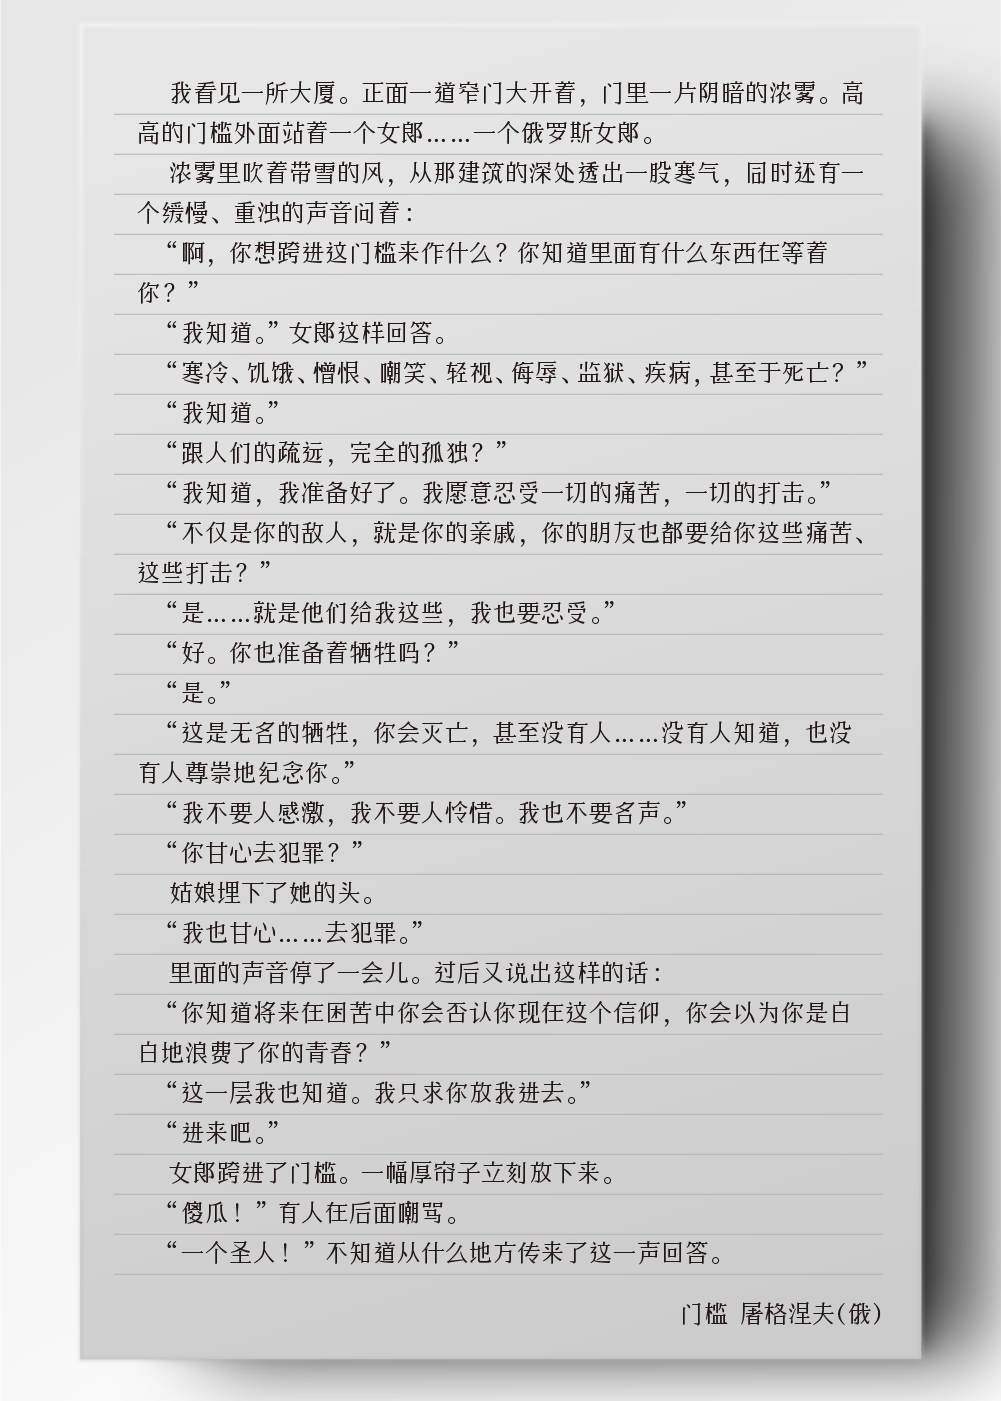 我看见一所大厦。正面一道窄门大开着，门里一片阴暗的浓雾。高
高的门槛外面站着一个女郎……一个俄罗斯女郎。
浓雾里吹着带雪的风，从那建筑的深处透出一股寒气，同时还有一
个缓慢、重浊的声音问着：
“啊，你想跨进这门槛来作什么？你知道里面有什么东西在等着
你？”
“我知道。”女郎这样回答。
“寒冷、饥饿、憎恨、嘲笑、轻视、侮辱、监狱、疾病，甚至于死亡？”
“我知道。”
“跟人们的疏远，完全的孤独？”
“我知道，我准备好了。我愿意忍受一切的痛苦，一切的打击。”
“不仅是你的敌人，就是你的亲戚，你的朋友也都要给你这些痛苦、
这些打击？”
“是……就是他们给我这些，我也要忍受。”
“好。你也准备着牺牲吗？”
“是。”
“这是无名的牺牲，你会灭亡，甚至没有人……没有人知道，也没
有人尊崇地纪念你。”
“我不要人感激，我不要人怜惜。我也不要名声。”
“你甘心去犯罪？”
姑娘埋下了她的头。
“我也甘心……去犯罪。”
里面的声音停了一会儿。过后又说出这样的话：
“你知道将来在困苦中你会否认你现在这个信仰，你会以为你是白
白地浪费了你的青春？”
“这一层我也知道。我只求你放我进去。”
“进来吧。”
女郎跨进了门槛。一幅厚帘子立刻放下来。
“傻瓜！”有人在后面嘲骂。
“一个圣人！”不知道从什么地方传来了这一声回答。
门槛 屠格涅夫(俄)